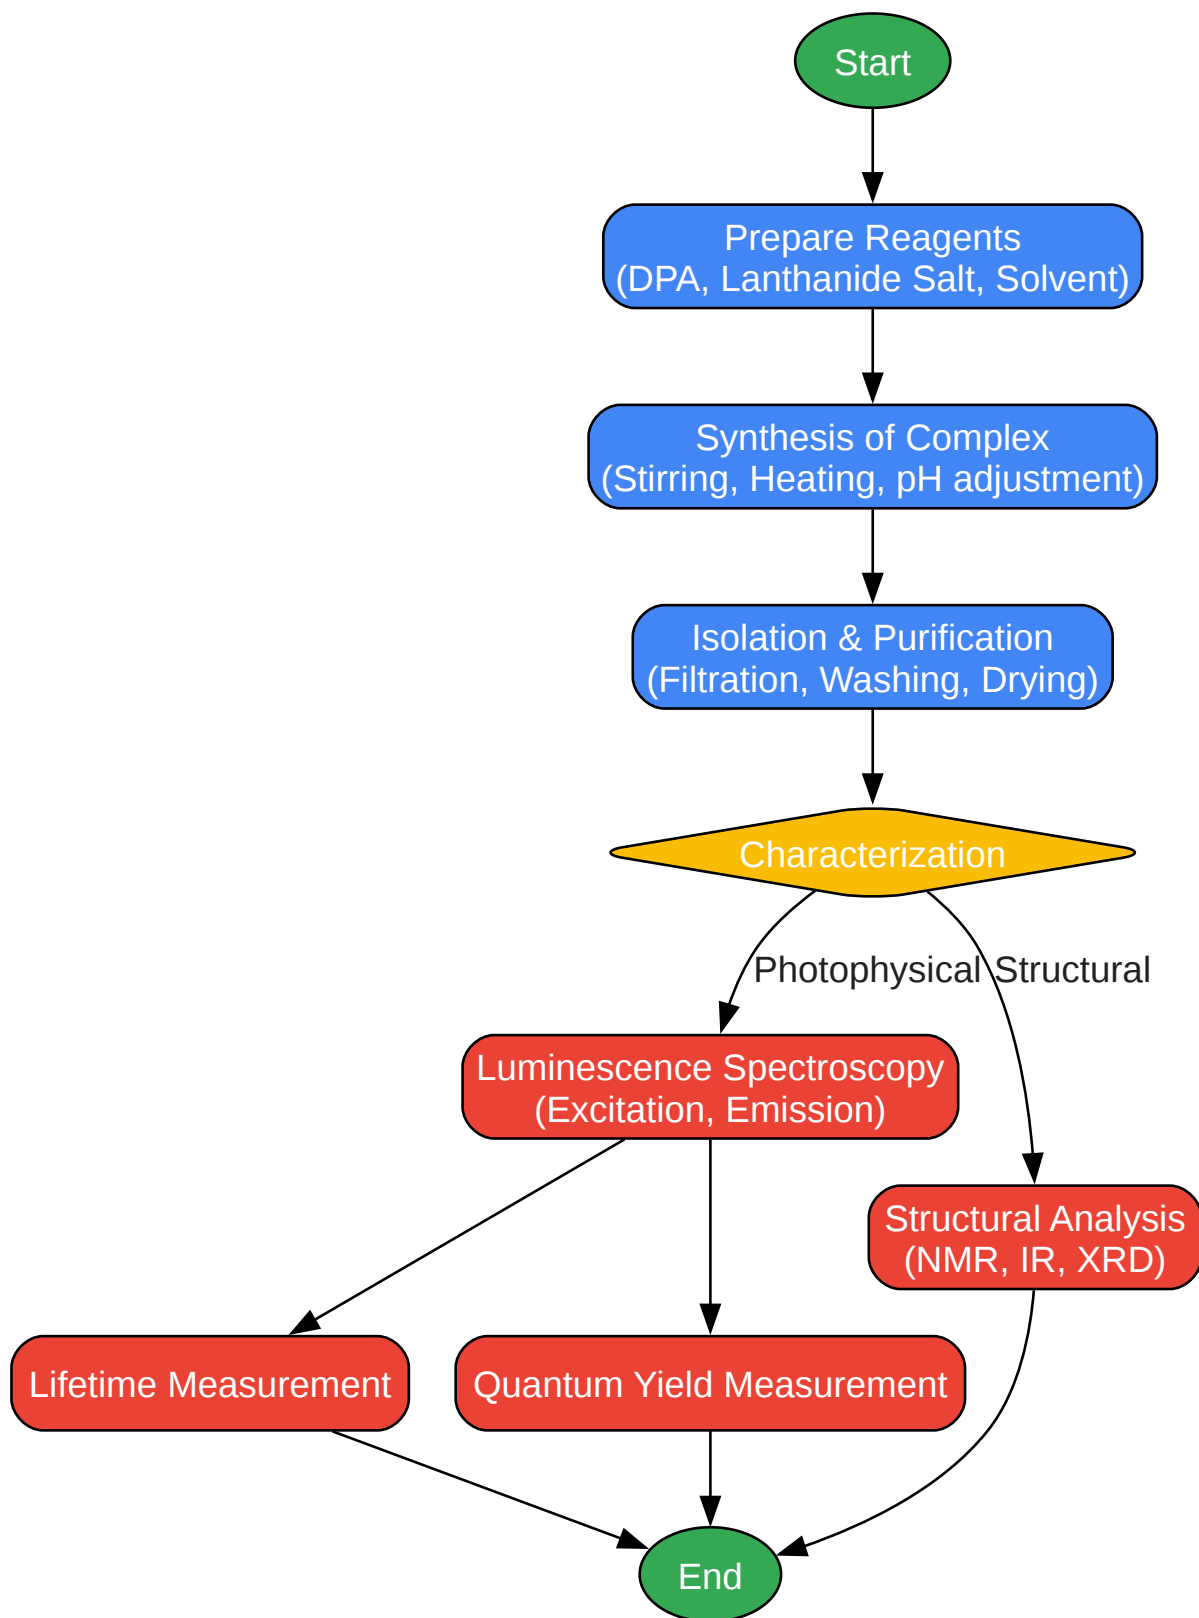 Start
Prepare Reagents
(DPA, Lanthanide Salt, Solvent)
Synthesis of Complex
(Stirring, Heating, pH adjustment)
Isolation & Purification
(Filtration, Washing, Drying)
Characterization
Photophysical
Structural
Luminescence Spectroscopy
(Excitation, Emission)
Structural Analysis
(NMR, IR, XRD)
Lifetime Measurement
Quantum Yield Measurement
End